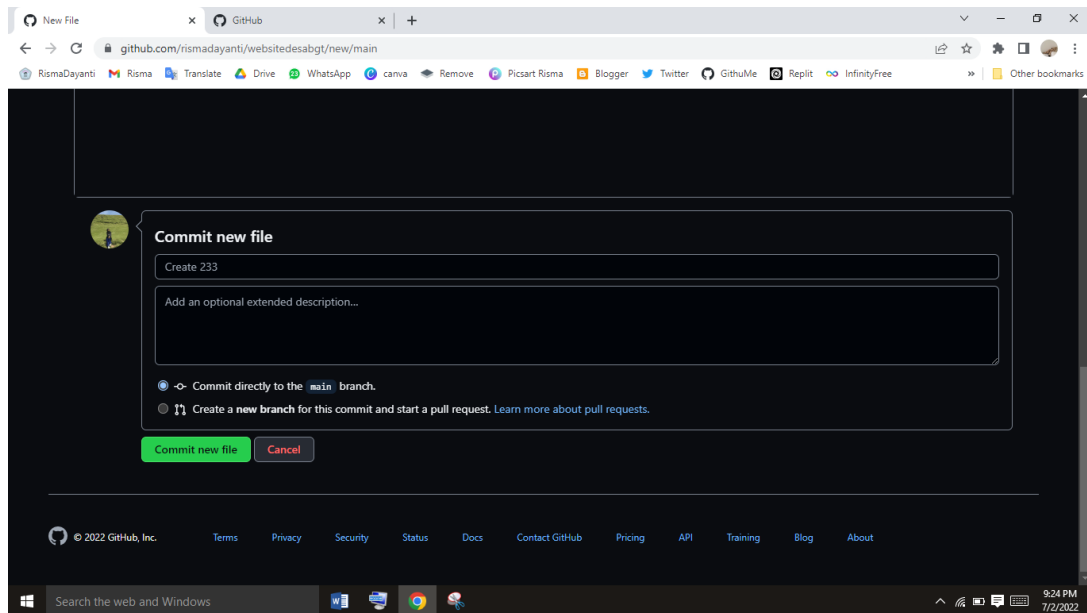 New File
GitHub
github.com/rismadayanti/websitedesabgt/new/main
RismaDayanti Risma Translate Drive WhatsApp canva Remove Picsart Risma Blogger Twitter GithuMe Replit InfinityFree » Other bookmarks
Commit new file
Create 233
Add an optional extended description...
Commit directly to the main branch.
Create a new branch for this commit and start a pull request. Learn more about pull requests.
Commit new file Cancel
© 2022 GitHub, Inc. Terms Privacy Security Status Docs Contact GitHub Pricing API Training Blog About
Search the web and Windows
9:24 PM
7/2/2022